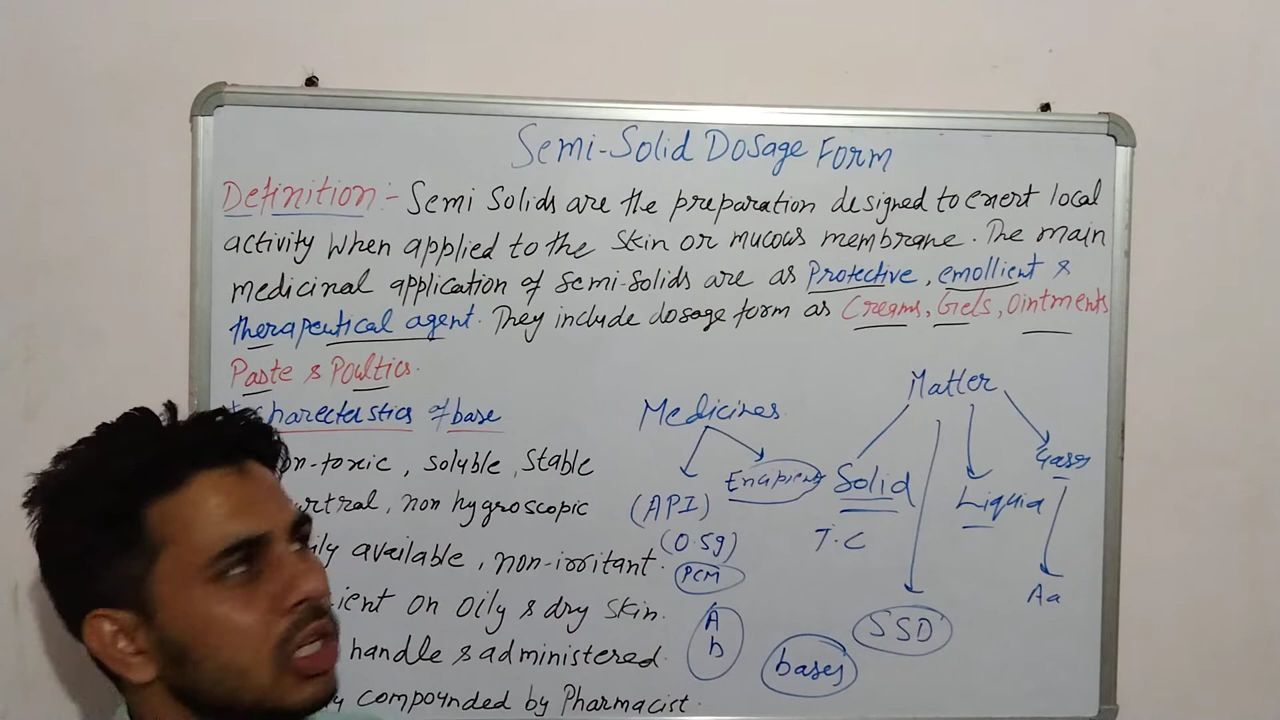 Semi-Solid Dosage Form
Definition:- Semi Solids are the preparation designed to exert local
activity when applied to the skin or mucous membrane. The main
medicinal application of semi-solids are as Protective, emollient &
therapeutical agent. They include dosage form as Creams, Gels, Ointments
Paste & Poultics.
charecterstics of base
on-toxic, soluble, stable
non hygroscopic
ily available, non-irritant.
ient on oily & dry skin.
handle & administered.
compounded by Pharmacist.
Medicines
(API)
(0.5g)
PCM
A
b
bases
Matter
Solid
T.C
SSD
Liquid
Gases